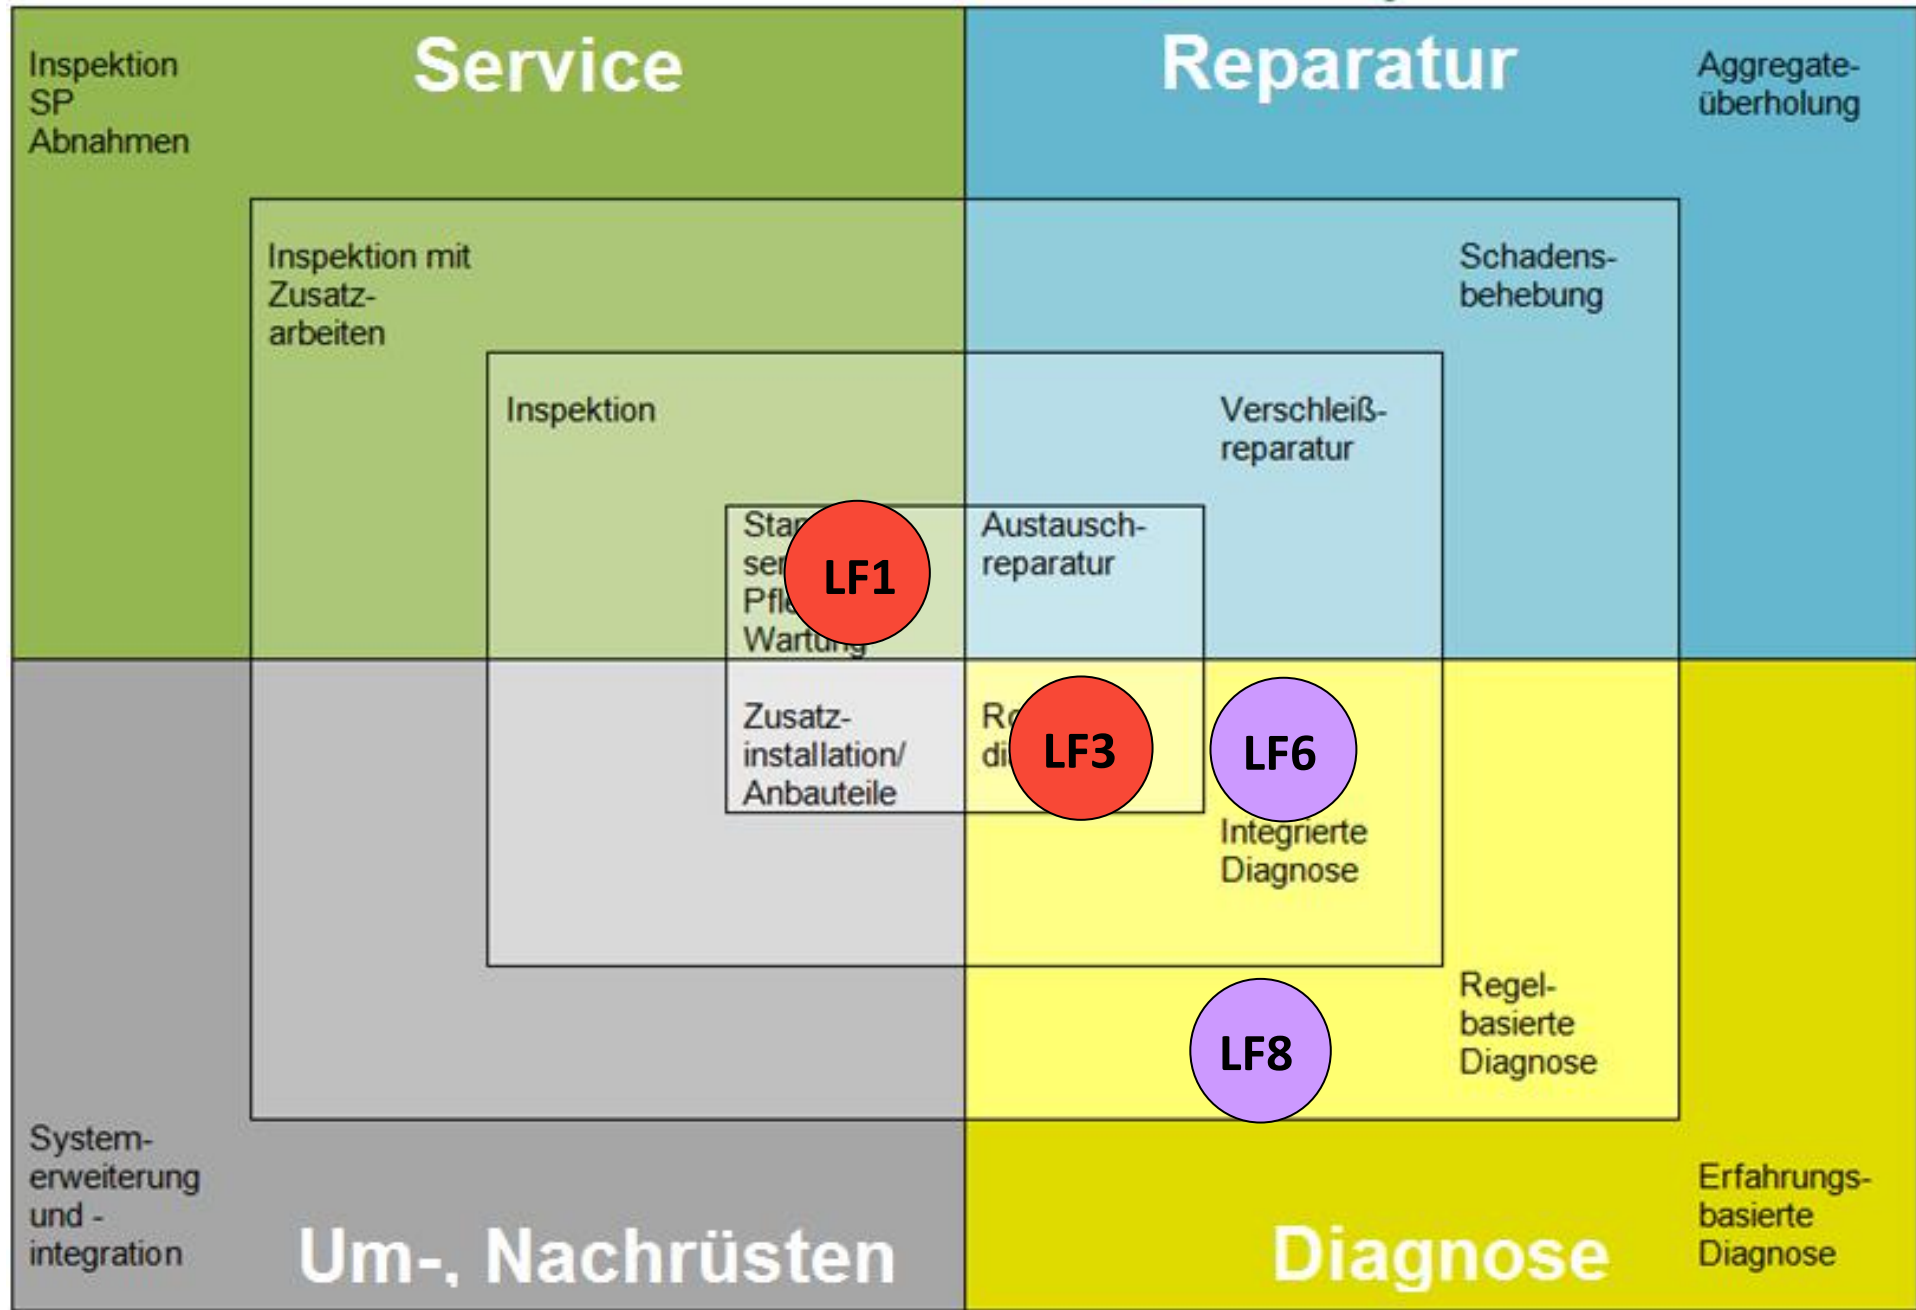 Service
Inspektion
SP
Abnahmen
Inspektion mit
Zusatz-
arbeiten
Inspektion
LF1
Wartung
Reparatur
Aggregate-
überholung
Schadens-
behebung
Verschleiß-
reparatur
Austausch-
reparatur
Zusatz-
installation/
Anbauteile
System-
erweiterung
und -
integration
Um-, Nachrüsten
LF3
LF6
Integrierte
Diagnose
LF8
Regel-
basierte
Diagnose
Erfahrungs-
basierte
Diagnose
Diagnose